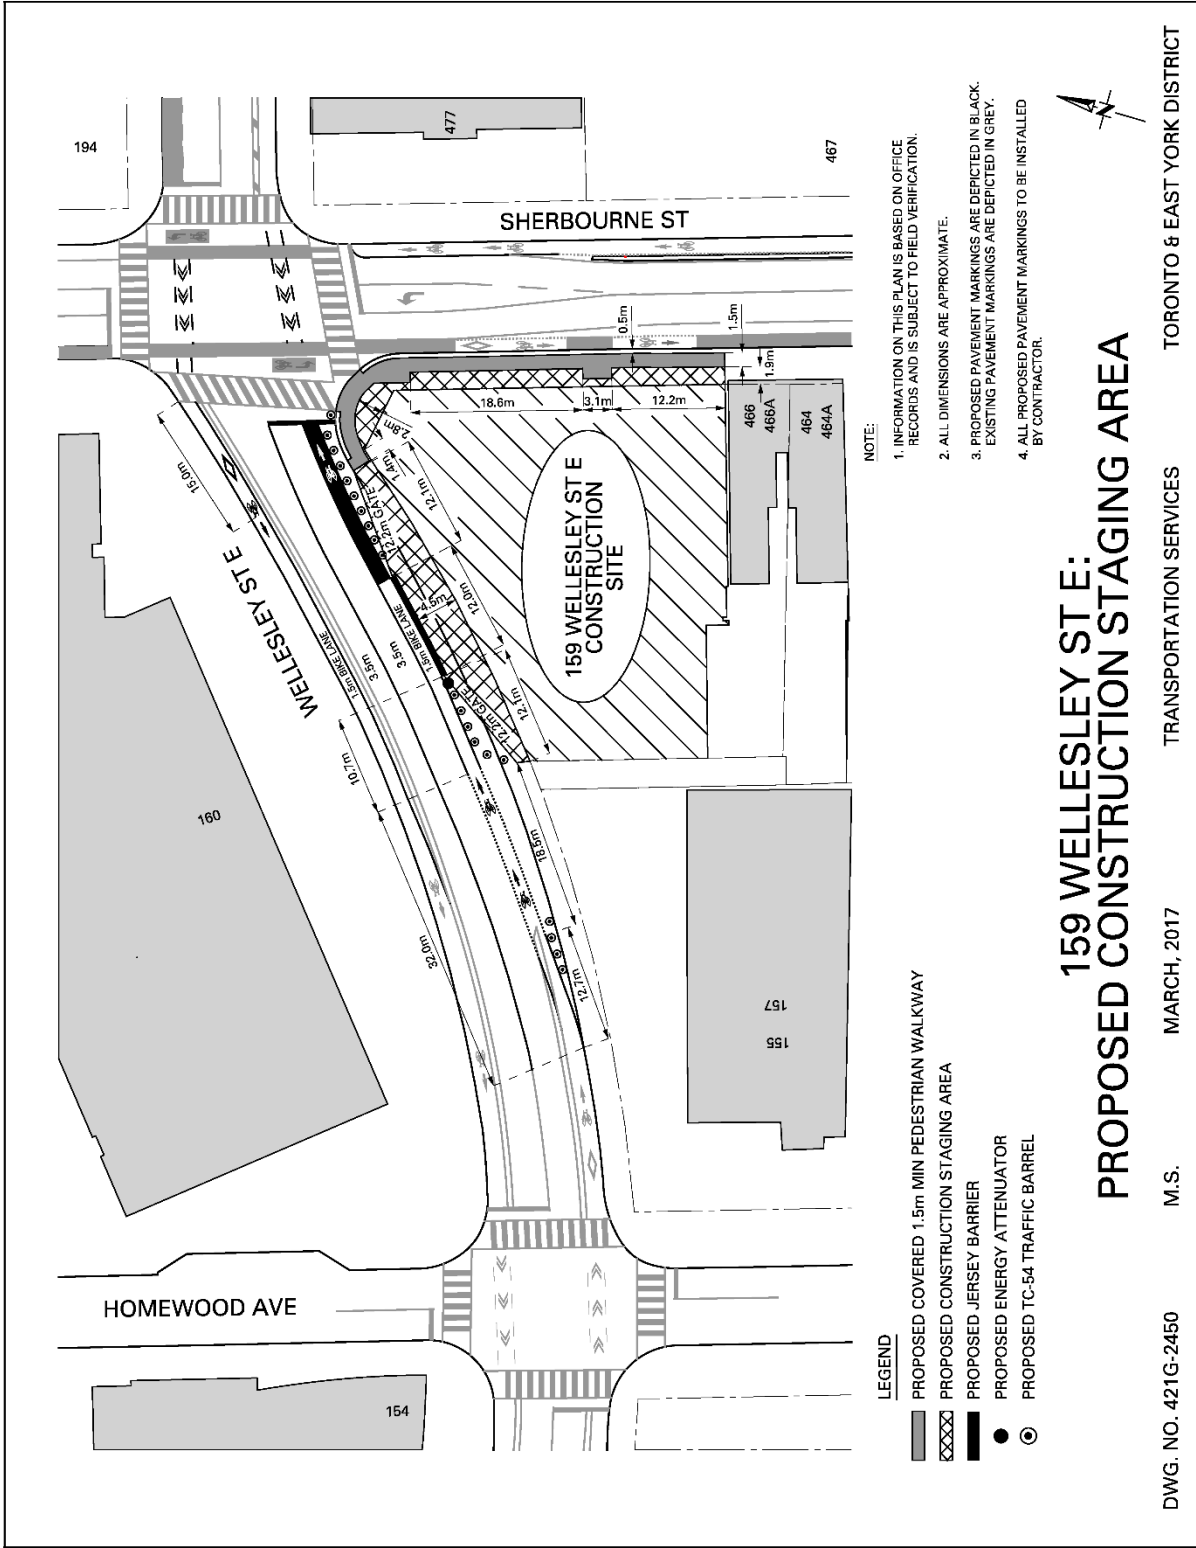 194
477
467
SHERBOURNE ST
0.5m
1.5m
1.9m
18.6m
3.1m
12.2m
466
466A
464
464A
2.8m
1.4m
12.1m
12.2m GATE
15.0m
WELLESLEY ST E
1.5m BIKE LANE
3.5m
3.5m
1.5m BIKE LANE
4.5m
12.0m
12.1m
12.2m GATE
159 WELLESLEY ST E
CONSTRUCTION
SITE
10.7m
160
32.0m
18.5m
12.7m
157
155
HOMEWOOD AVE
154
NOTE:
1. INFORMATION ON THIS PLAN IS BASED ON OFFICE
RECORDS AND IS SUBJECT TO FIELD VERIFICATION.
2. ALL DIMENSIONS ARE APPROXIMATE.
3. PROPOSED PAVEMENT MARKINGS ARE DEPICTED IN BLACK.
EXISTING PAVEMENT MARKINGS ARE DEPICTED IN GREY.
4. ALL PROPOSED PAVEMENT MARKINGS TO BE INSTALLED
BY CONTRACTOR.
N
LEGEND
PROPOSED COVERED 1.5m MIN PEDESTRIAN WALKWAY
PROPOSED CONSTRUCTION STAGING AREA
PROPOSED JERSEY BARRIER
PROPOSED ENERGY ATTENUATOR
PROPOSED TC-54 TRAFFIC BARREL
159 WELLESLEY ST E:
PROPOSED CONSTRUCTION STAGING AREA
DWG. NO. 421G-2450 M.S. MARCH, 2017 TRANSPORTATION SERVICES TORONTO & EAST YORK DISTRICT